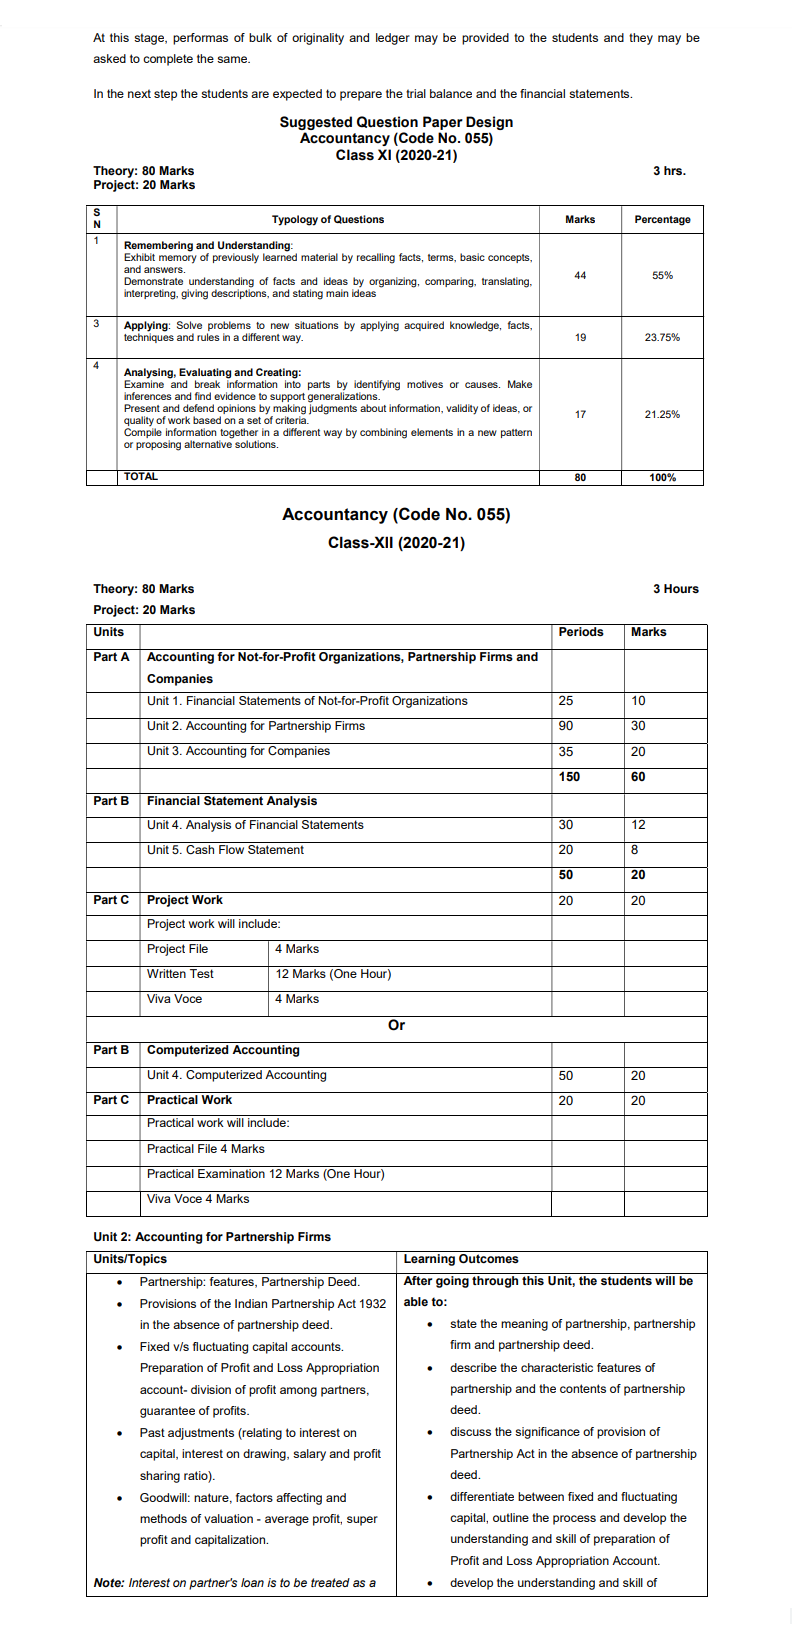 At this stage, performas of bulk of originality and ledger may be provided to the students and they may be
asked to complete the same.
In the next step the students are expected to prepare the trial balance and the financial statements.
Suggested Question Paper Design
Accountancy (Code No. 055)
Class XI (2020-21)
Theory: 80 Marks 3 hrs.
Project: 20 Marks
S N Typology of Questions Marks Percentage
1 Remembering and Understanding:
Exhibit memory of previously learned material by recalling facts, terms, basic concepts,
and answers.
Demonstrate understanding of facts and ideas by organizing, comparing, translating,
interpreting, giving descriptions, and stating main ideas
44 55%
3 Applying: Solve problems to new situations by applying acquired knowledge, facts,
techniques and rules in a different way.
19 23.75%
4 Analysing, Evaluating and Creating:
Examine and break information into parts by identifying motives or causes. Make
inferences and find evidence to support generalizations.
Present and defend opinions by making judgments about information, validity of ideas, or
quality of work based on a set of criteria.
Compile information together in a different way by combining elements in a new pattern
or proposing alternative solutions.
17 21.25%
TOTAL 80 100%
Accountancy (Code No. 055)
Class-XII (2020-21)
Theory: 80 Marks 3 Hours
Project: 20 Marks
Units Periods Marks
Part A Accounting for Not-for-Profit Organizations, Partnership Firms and
Companies
Unit 1. Financial Statements of Not-for-Profit Organizations 25 10
Unit 2. Accounting for Partnership Firms 90 30
Unit 3. Accounting for Companies 35 20
150 60
Part B Financial Statement Analysis
Unit 4. Analysis of Financial Statements 30 12
Unit 5. Cash Flow Statement 20 8
50 20
Part C Project Work 20 20
Project work will include:
Project File 4 Marks
Written Test 12 Marks (One Hour)
Viva Voce 4 Marks
Or
Part B Computerized Accounting
Unit 4. Computerized Accounting 50 20
Part C Practical Work 20 20
Practical work will include:
Practical File 4 Marks
Practical Examination 12 Marks (One Hour)
Viva Voce 4 Marks
Unit 2: Accounting for Partnership Firms
Units/Topics Learning Outcomes
• Partnership: features, Partnership Deed.
• Provisions of the Indian Partnership Act 1932
in the absence of partnership deed.
• Fixed v/s fluctuating capital accounts.
Preparation of Profit and Loss Appropriation
account- division of profit among partners,
guarantee of profits.
• Past adjustments (relating to interest on
capital, interest on drawing, salary and profit
sharing ratio).
• Goodwill: nature, factors affecting and
methods of valuation - average profit, super
profit and capitalization.
Note: Interest on partner's loan is to be treated as a
After going through this Unit, the students will be
able to:
• state the meaning of partnership, partnership
firm and partnership deed.
• describe the characteristic features of
partnership and the contents of partnership
deed.
• discuss the significance of provision of
Partnership Act in the absence of partnership
deed.
• differentiate between fixed and fluctuating
capital, outline the process and develop the
understanding and skill of preparation of
Profit and Loss Appropriation Account.
• develop the understanding and skill of